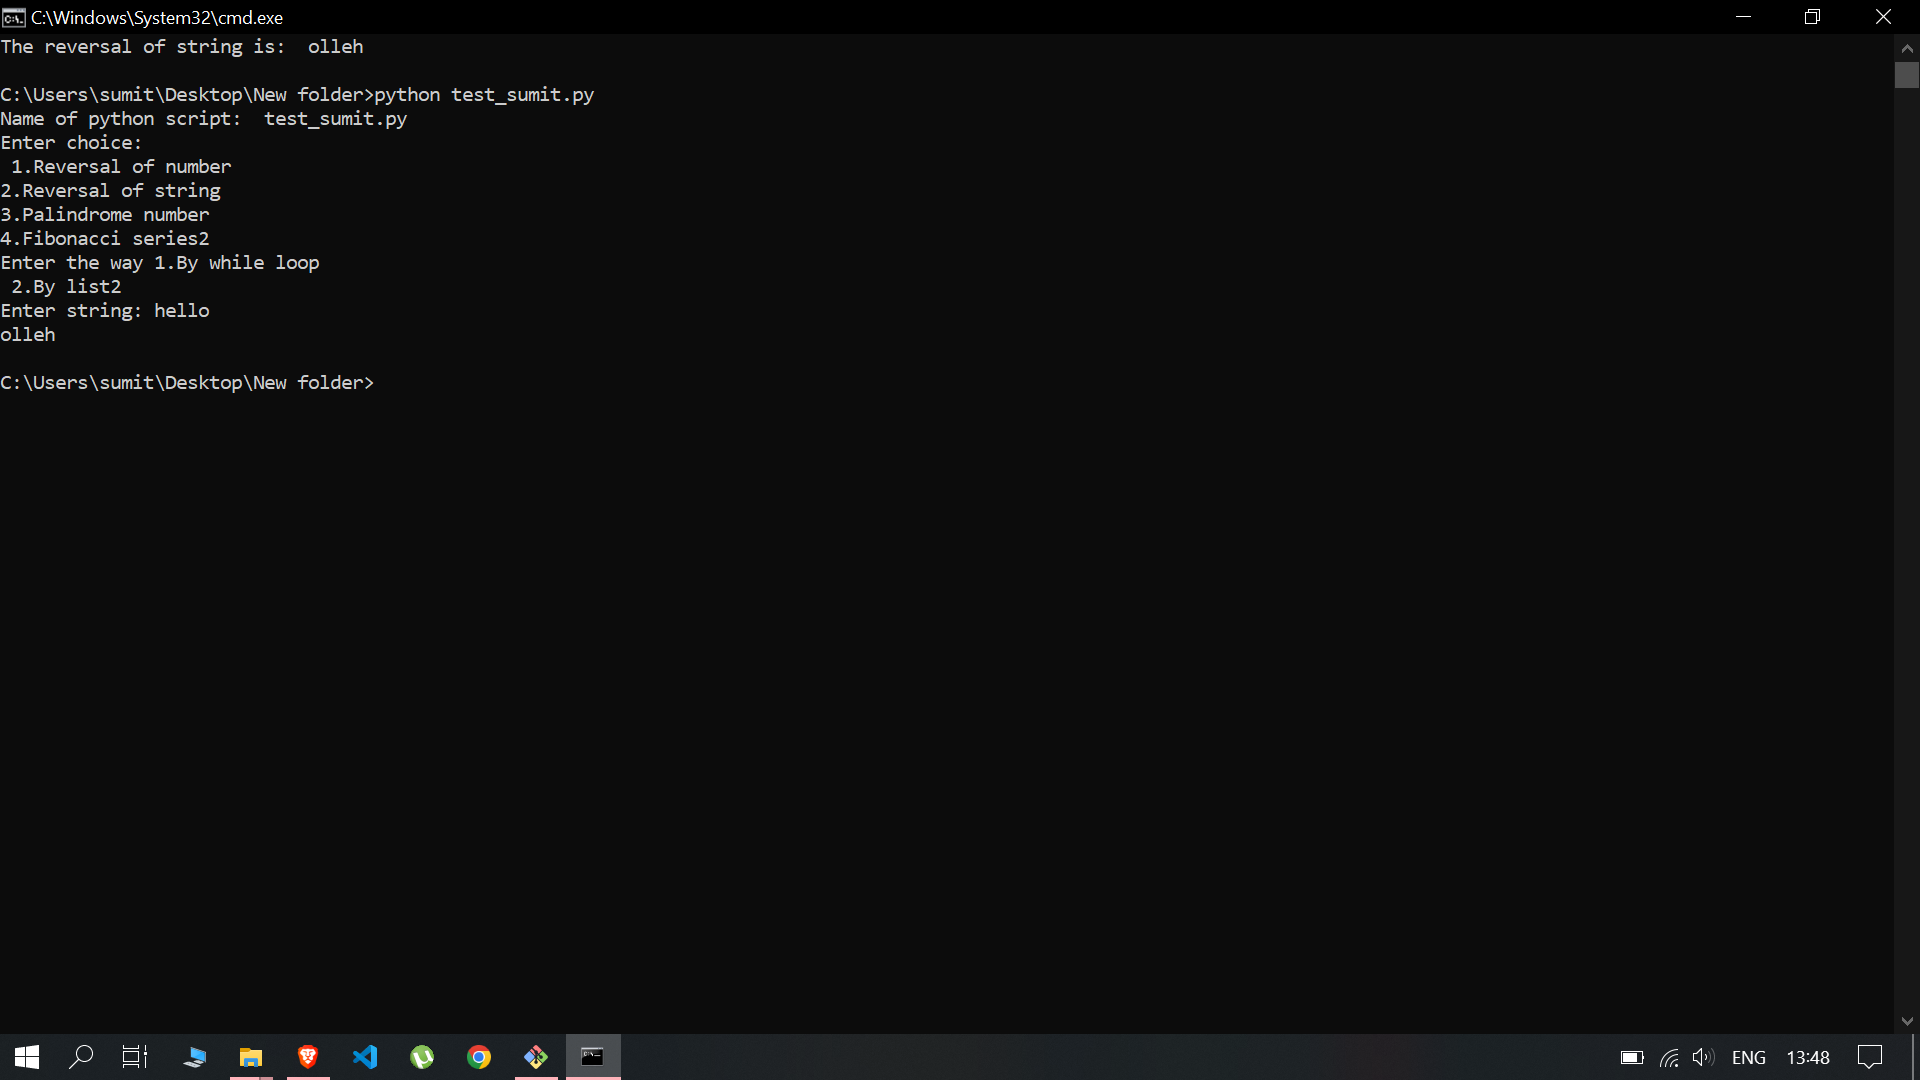 C:\Windows\System32\cmd.exe
The reversal of string is:  olleh
C:\Users\sumit\Desktop\New folder>python test_sumit.py
Name of python script:  test_sumit.py
Enter choice:
 1.Reversal of number
2.Reversal of string
3.Palindrome number
4.Fibonacci series2
Enter the way 1.By while loop
 2.By list2
Enter string: hello
olleh
C:\Users\sumit\Desktop\New folder>
ENG 13:48